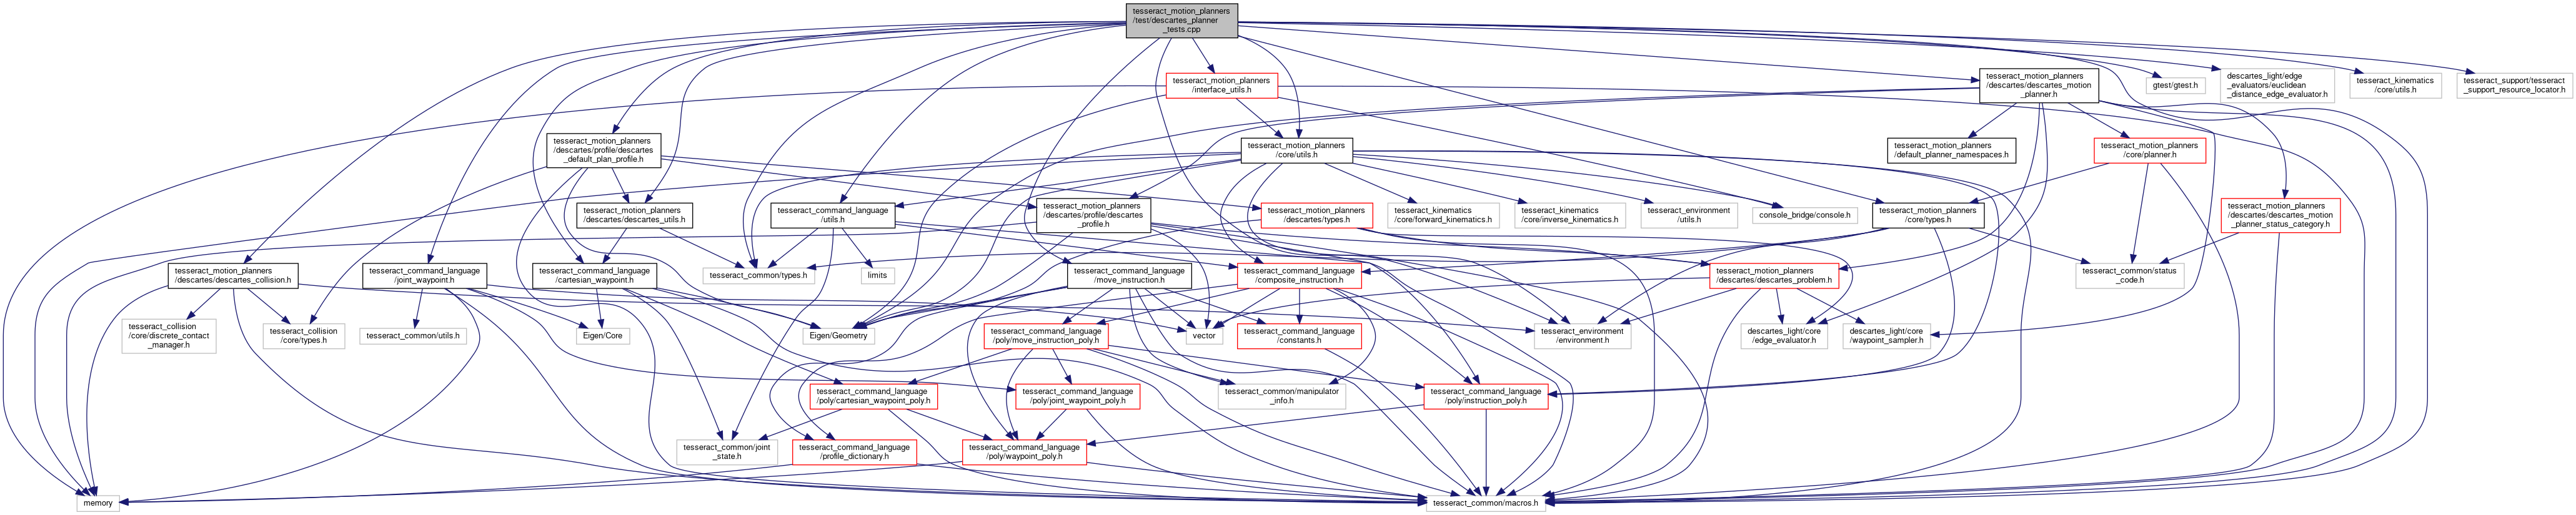 tesseract_motion_planners
/test/descartes_planner
_tests.cpp
tesseract_motion_planners
/interface_utils.h
tesseract_motion_planners
/descartes/descartes_motion
_planner.h
gtest/gtest.h
descartes_light/edge
_evaluators/euclidean
_distance_edge_evaluator.h
tesseract_kinematics
/core/utils.h
tesseract_support/tesseract
_support_resource_locator.h
tesseract_motion_planners
/descartes/profile/descartes
_default_plan_profile.h
tesseract_motion_planners
/core/utils.h
tesseract_motion_planners
/default_planner_namespaces.h
tesseract_motion_planners
/core/planner.h
tesseract_motion_planners
/descartes/descartes_utils.h
tesseract_command_language
/utils.h
tesseract_motion_planners
/descartes/profile/descartes
_profile.h
tesseract_motion_planners
/descartes/types.h
tesseract_kinematics
/core/forward_kinematics.h
tesseract_kinematics
/core/inverse_kinematics.h
tesseract_environment
/utils.h
console_bridge/console.h
tesseract_motion_planners
/core/types.h
tesseract_motion_planners
/descartes/descartes_motion
_planner_status_category.h
tesseract_motion_planners
/descartes/descartes_collision.h
tesseract_command_language
/joint_waypoint.h
tesseract_command_language
/cartesian_waypoint.h
tesseract_common/types.h
limits
tesseract_command_language
/move_instruction.h
tesseract_command_language
/composite_instruction.h
tesseract_motion_planners
/descartes/descartes_problem.h
tesseract_common/status
_code.h
tesseract_collision
/core/discrete_contact
_manager.h
tesseract_collision
/core/types.h
tesseract_common/utils.h
Eigen/Core
Eigen/Geometry
tesseract_command_language
/poly/move_instruction_poly.h
vector
tesseract_command_language
/constants.h
tesseract_environment
/environment.h
descartes_light/core
/edge_evaluator.h
descartes_light/core
/waypoint_sampler.h
tesseract_command_language
/poly/cartesian_waypoint_poly.h
tesseract_command_language
/poly/joint_waypoint_poly.h
tesseract_common/manipulator
_info.h
tesseract_command_language
/poly/instruction_poly.h
tesseract_common/joint
_state.h
tesseract_command_language
/profile_dictionary.h
tesseract_command_language
/poly/waypoint_poly.h
memory
tesseract_common/macros.h